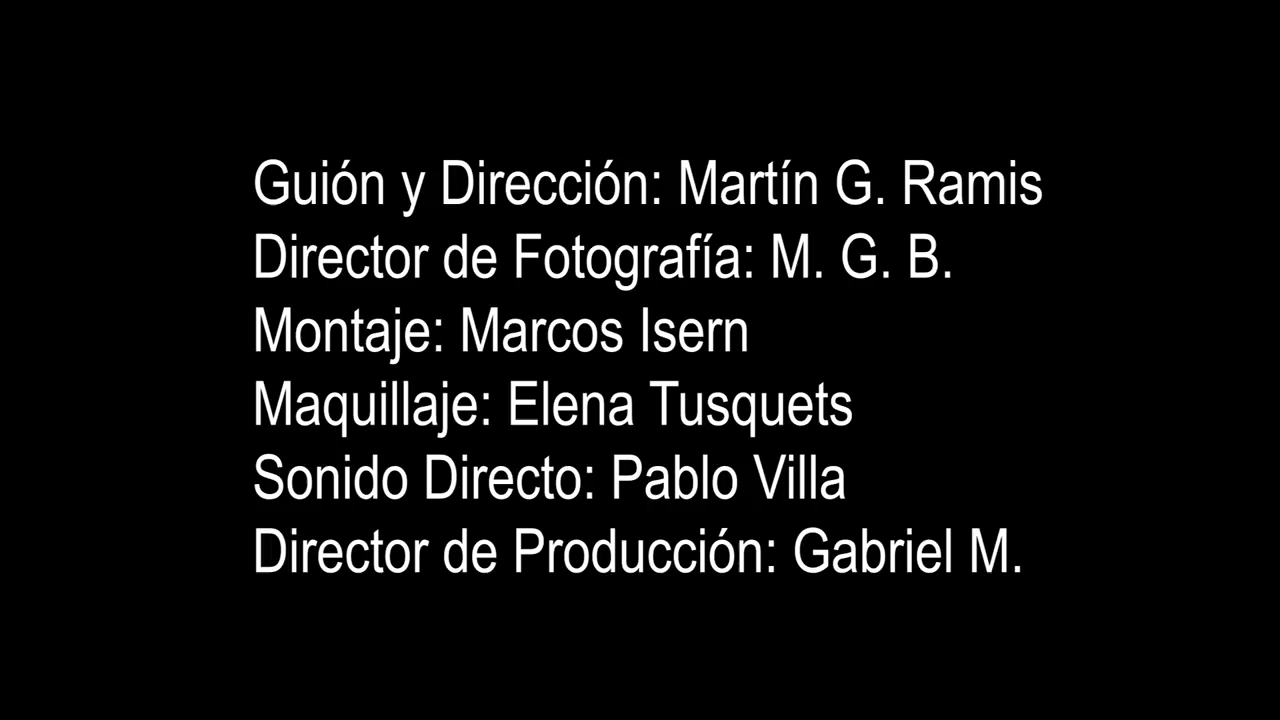 Guión y Dirección: Martín G. Ramis
Director de Fotografía: M. G. B.
Montaje: Marcos Isern
Maquillaje: Elena Tusquets
Sonido Directo: Pablo Villa
Director de Producción: Gabriel M.